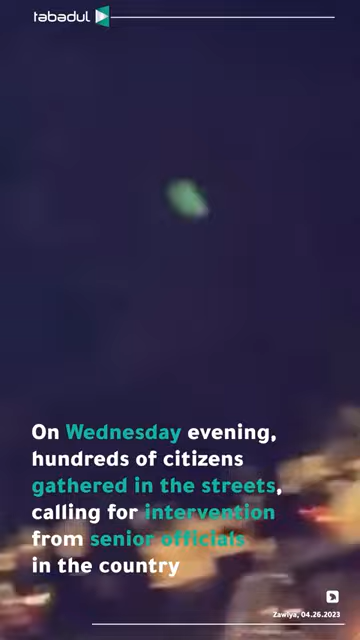 tabadul
On Wednesday evening,
hundreds of citizens
gathered in the streets,
calling for intervention
from senior officials
in the country
Zawiya, 04.26.2023